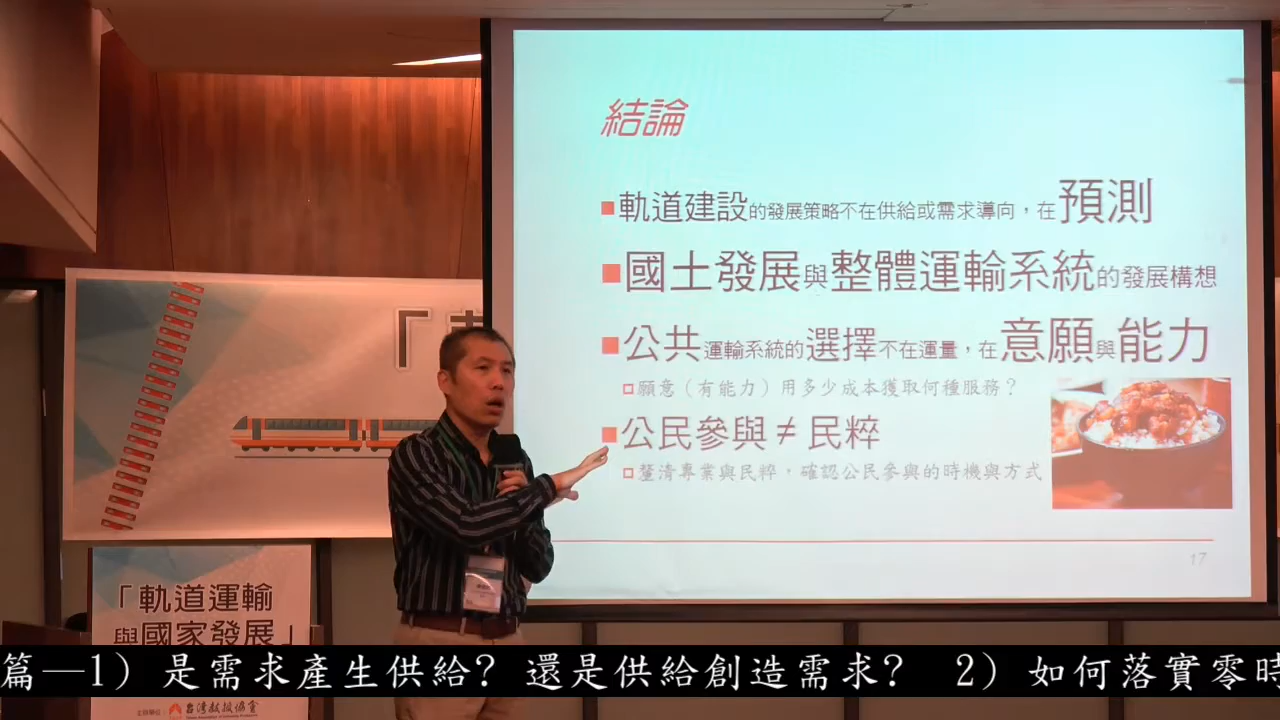 結論
軌道建設的發展策略不在供給或需求導向，在預測
國土發展與整體運輸系統的發展構想
公共運輸系統的選擇不在運量，在意願與能力
願意（有能力）用多少成本獲取何種服務？
公民參與≠民粹
釐清專業與民粹，確認公民參與的時機與方式
17
「軌道運輸
與國家發展」
篇—1) 是需求產生供給? 還是供給創造需求? 2) 如何落實零時
台灣教授協會